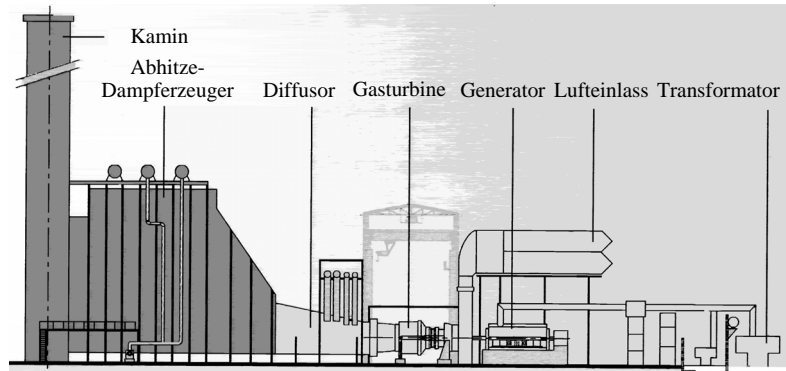 Kamin
Abhitze-
Dampferzeuger
Diffusor
Gasturbine
Generator
Lufteinlass
Transformator